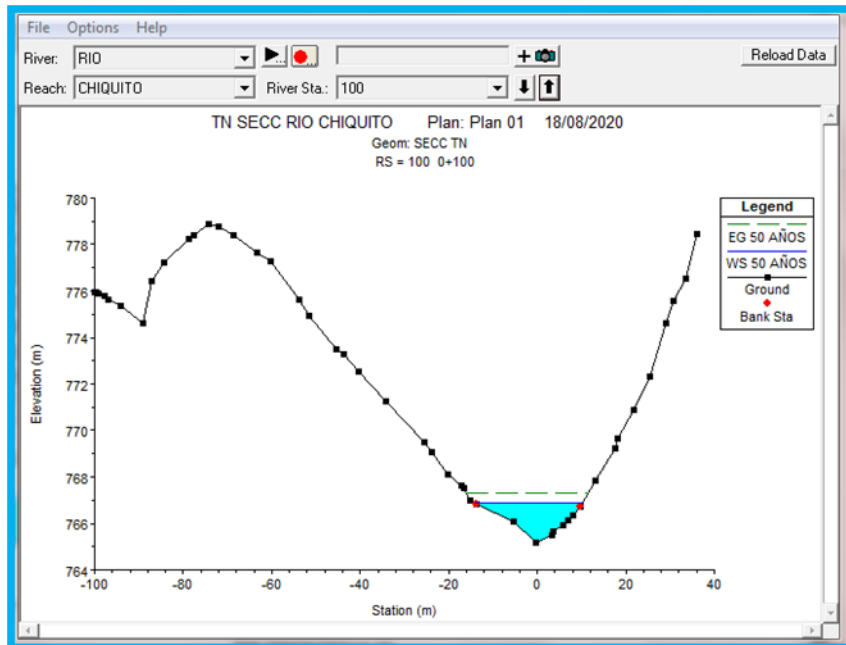 File Options Help
River: RIO Reload Data
Reach: CHIQUITO River Sta.: 100
TN SECC RIO CHIQUITO Plan: Plan 01 18/08/2020
Geom: SECC TN
RS = 100 0+100
Legend
EG 50 AÑOS
WS 50 AÑOS
Ground
Bank Sta
780
778
776
774
772
770
768
766
764
Elevation (m)
-100 -80 -60 -40 -20 0 20 40
Station (m)